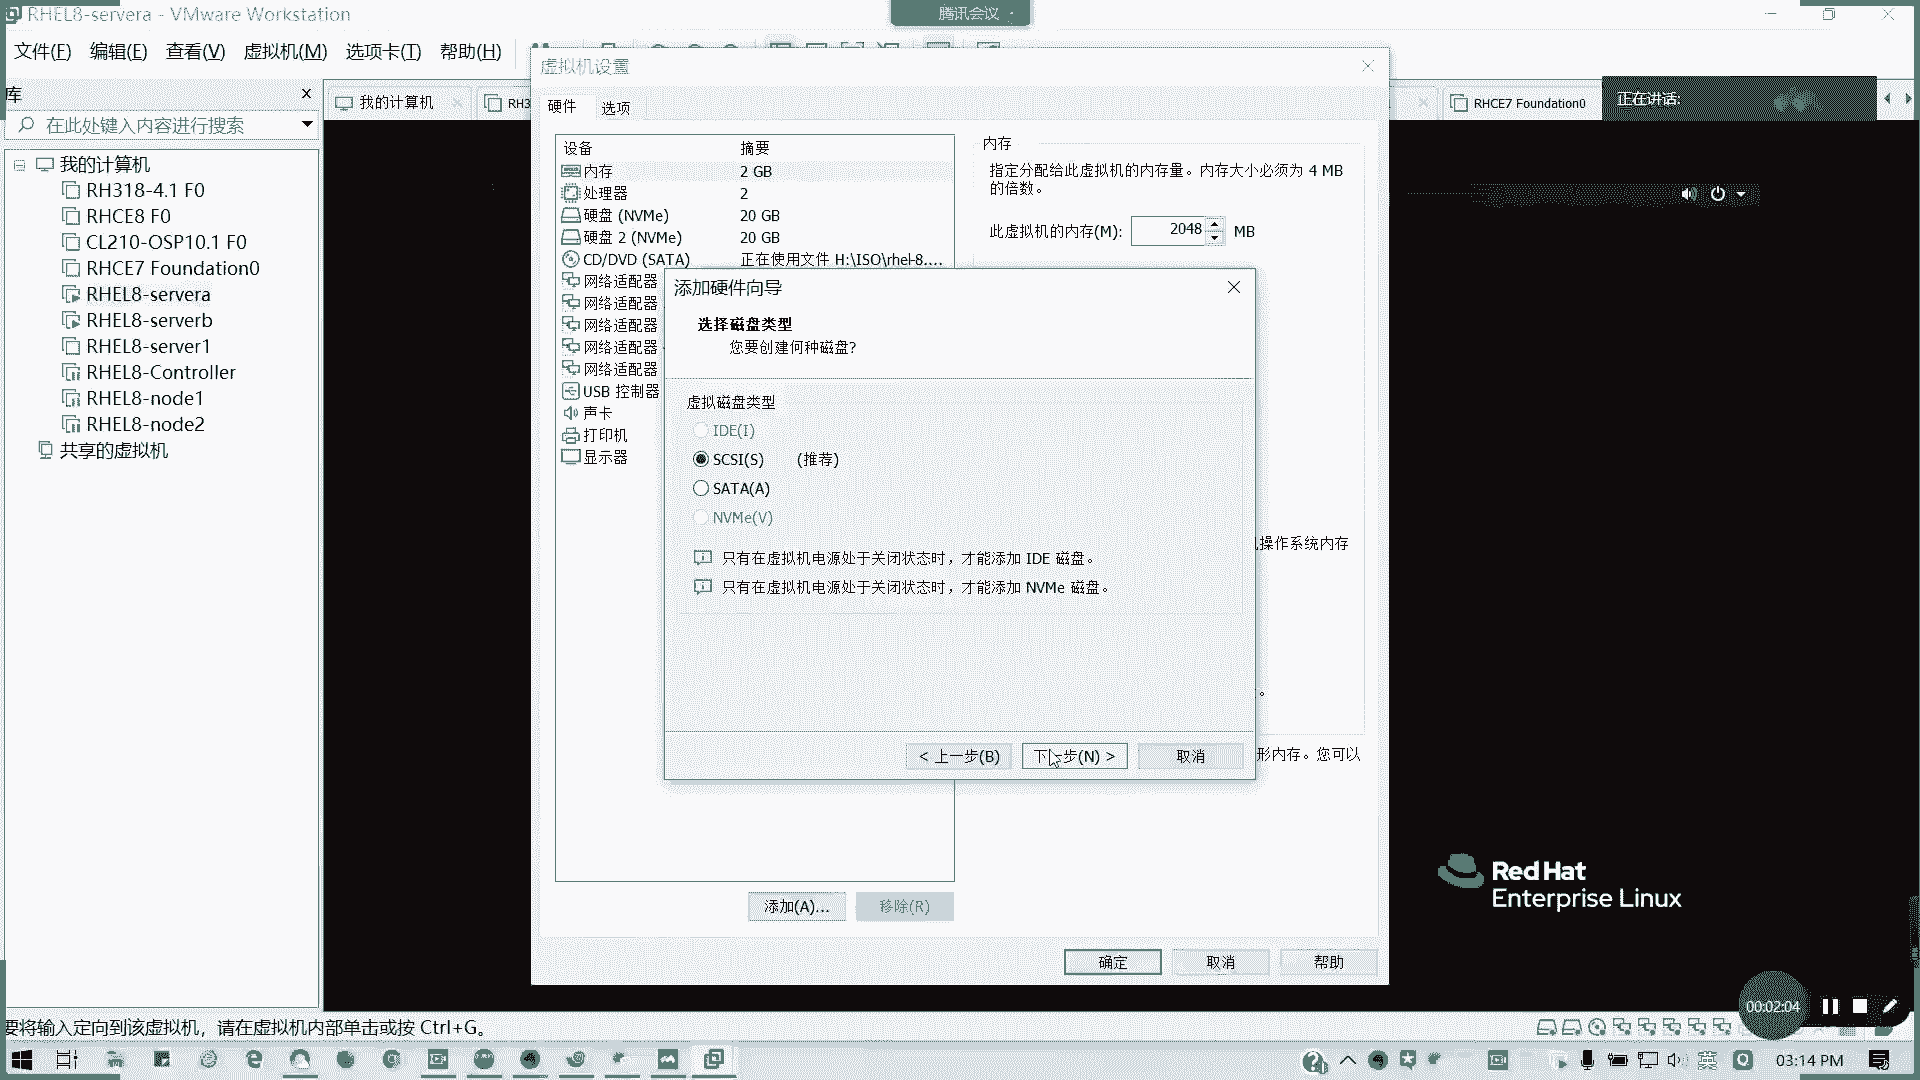 RHEL8-servera - VMware Workstation
腾讯会议
文件(F) 编辑(E) 查看(V) 虚拟机(M) 选项卡(T) 帮助(H)
库
在此处键入内容进行搜索
我的计算机
RH318-4.1 F0
RHCE8 F0
CL210-OSP10.1 F0
RHCE7 Foundation0
RHEL8-servera
RHEL8-serverb
RHEL8-server1
RHEL8-Controller
RHEL8-node1
RHEL8-node2
共享的虚拟机
我的计算机
RH3
RHCE7 Foundation0
正在讲话:
虚拟机设置
硬件 选项
设备 摘要
内存 2 GB
处理器 2
硬盘 (NVMe) 20 GB
硬盘 2 (NVMe) 20 GB
CD/DVD (SATA) 正在使用文件 H:\ISO\rhel-8....
网络适配器
网络适配器
网络适配器
网络适配器
网络适配器
USB 控制器
声卡
打印机
显示器
内存
指定分配给此虚拟机的内存量。内存大小必须为 4 MB
的倍数。
此虚拟机的内存(M): 2048 MB
操作系统内存
形内存。您可以
添加硬件向导
选择磁盘类型
您要创建何种磁盘?
虚拟磁盘类型
IDE(I)
SCSI(S) (推荐)
SATA(A)
NVMe(V)
只有在虚拟机电源处于关闭状态时，才能添加 IDE 磁盘。
只有在虚拟机电源处于关闭状态时，才能添加 NVMe 磁盘。
< 上一步(B) 下一步(N) > 取消
添加(A)... 移除(R)
确定 取消 帮助
Red Hat
Enterprise Linux
00:02:04
要将输入定向到该虚拟机，请在虚拟机内部单击或按 Ctrl+G。
英
03:14 PM